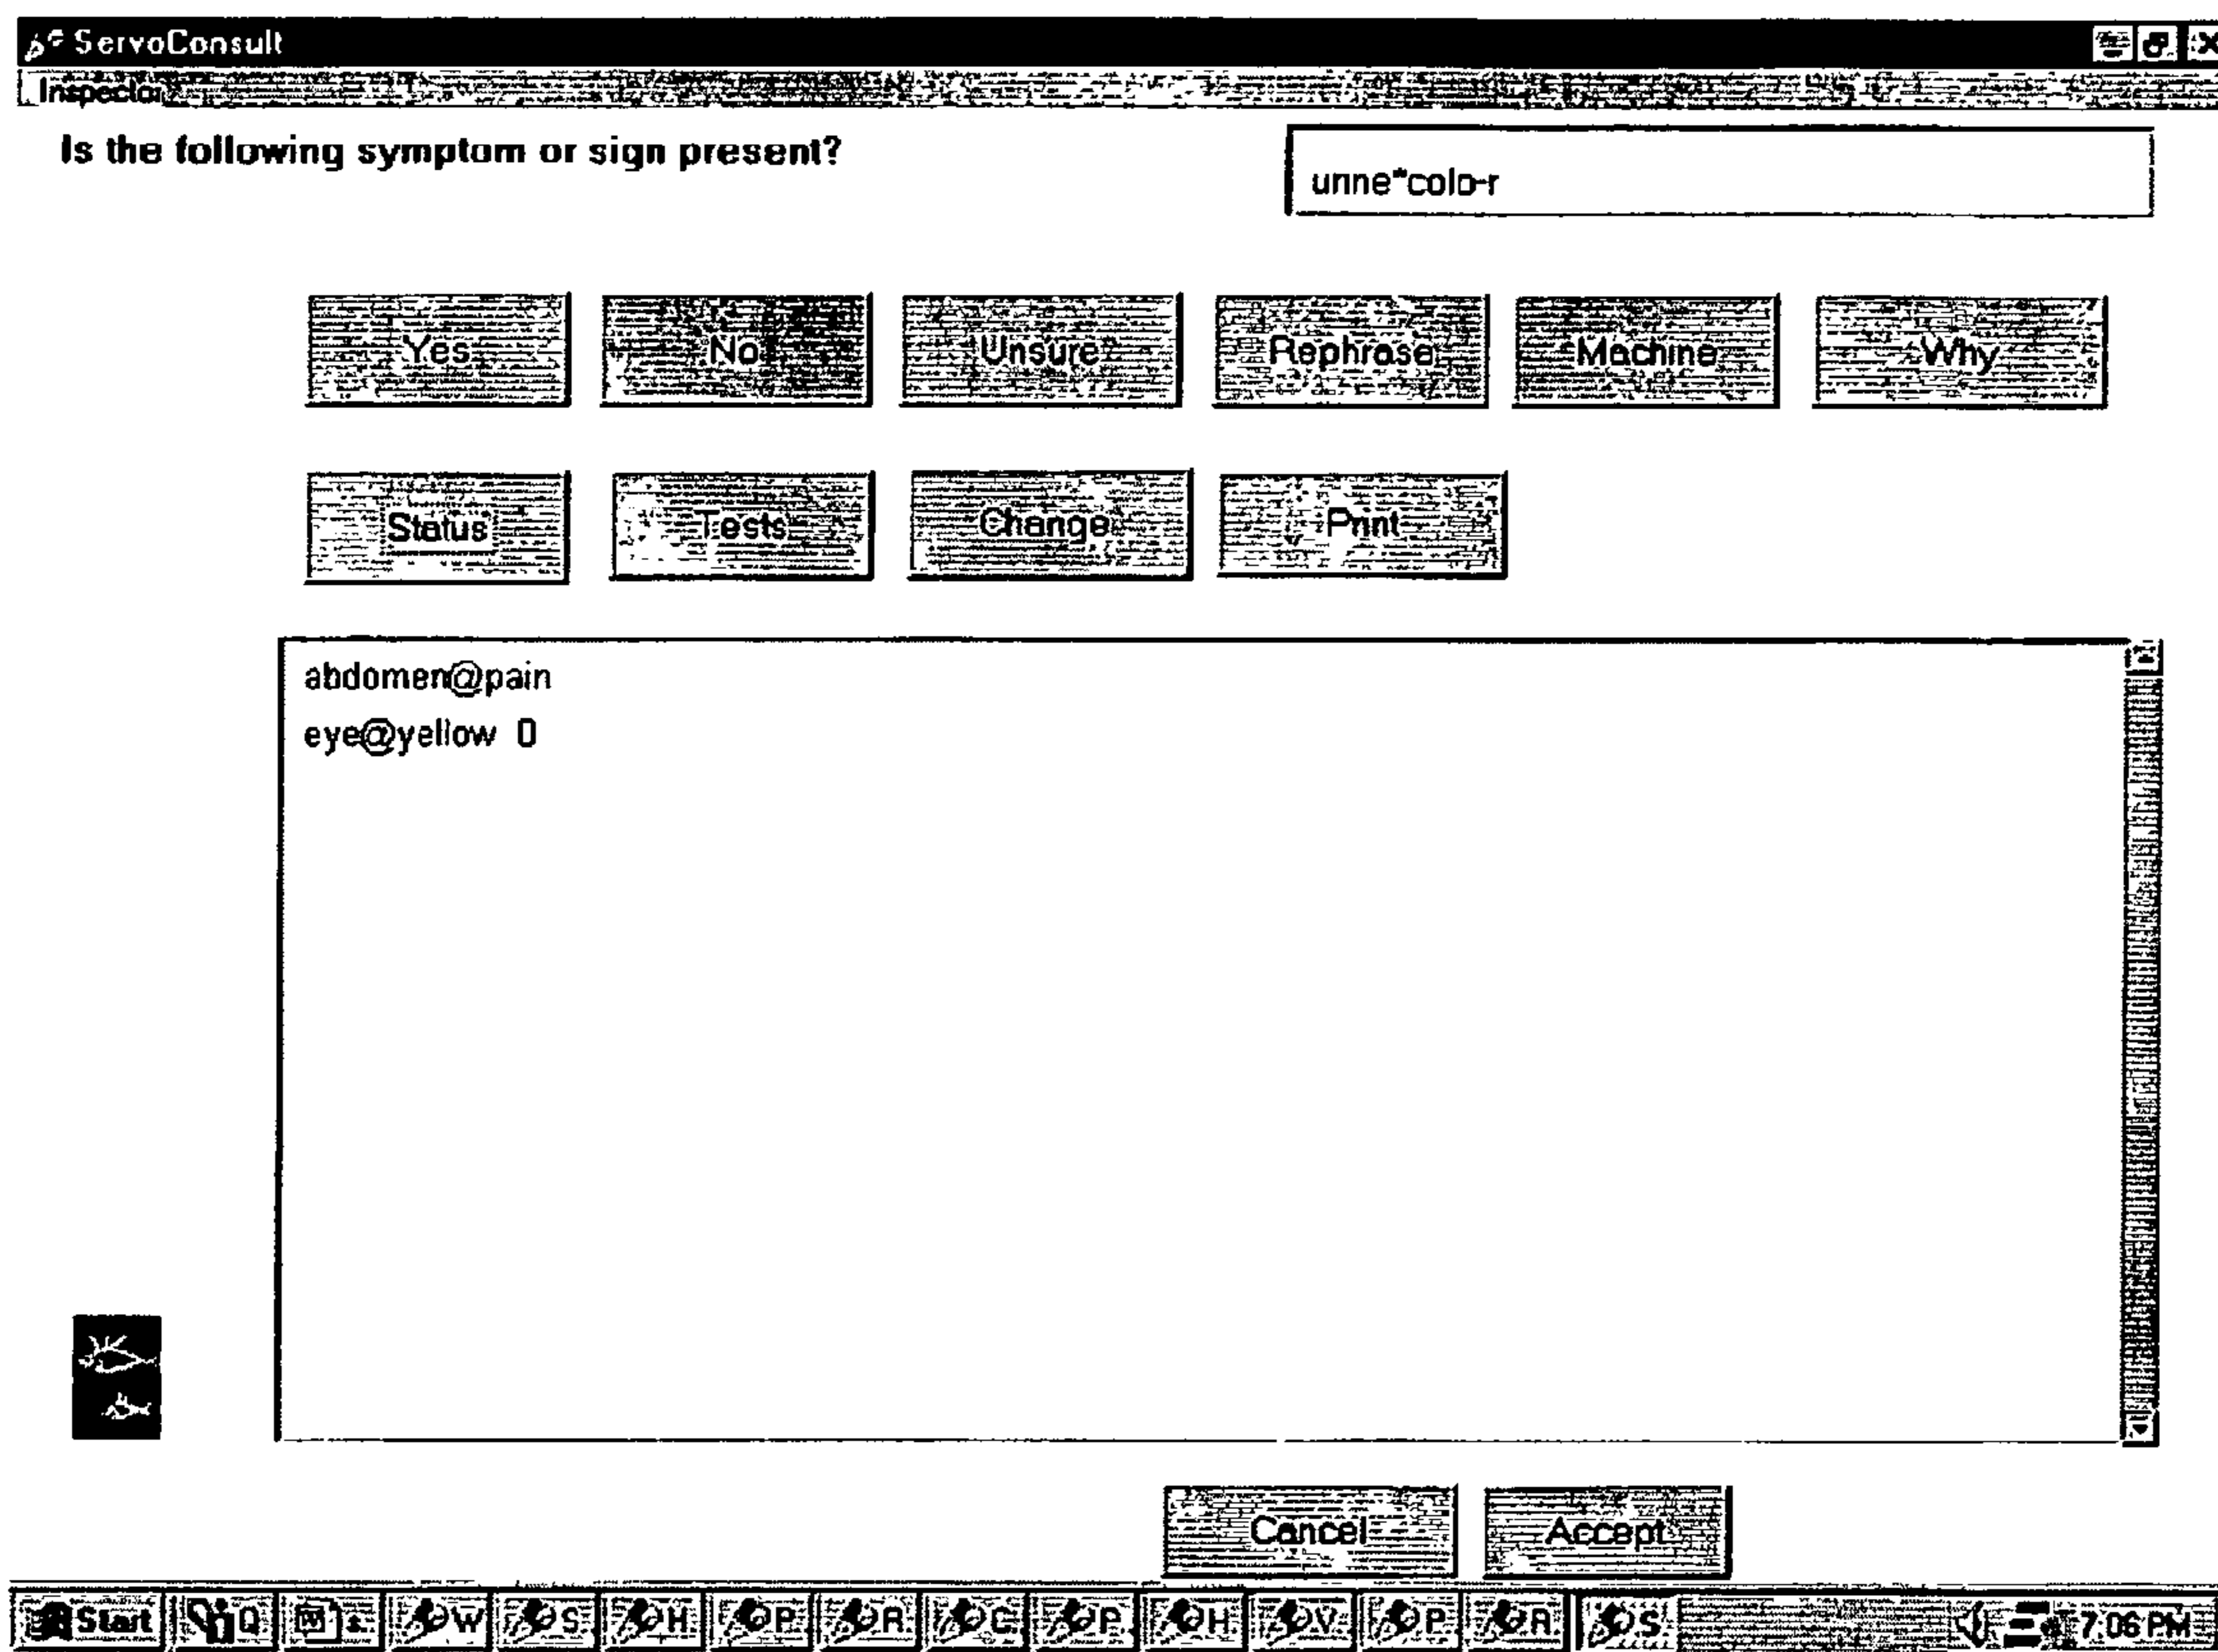 ServoConsult
Inspector
Is the following symptom or sign present?
urine*colo-r
Yes No Unsure Rephrase Machine Why
Status Tests Change Print
abdomen@pain
eye@yellow 0
Cancel Accept
Start Q W S H P R C P H V P A S 7:06 PM